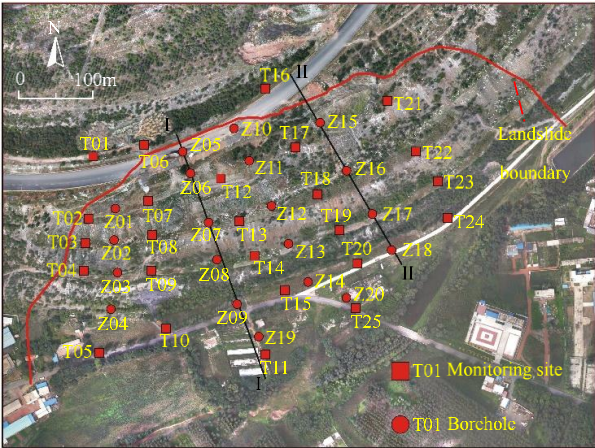 N
0
100m
T16
II
T21
I
Z10
Z15
T17
Landslide
boundary
T01
T06
Z05
Z11
Z16
T22
Z06
T12
T18
T23
T02
Z01
T07
Z12
Z17
T24
T03
Z02
T08
Z07
T13
T19
Z13
Z18
T04
Z03
T09
Z08
T14
T20
II
Z04
Z09
T15
Z14
Z20
T25
T05
T10
Z19
T11
I
T01 Monitoring site
T01 Borehole